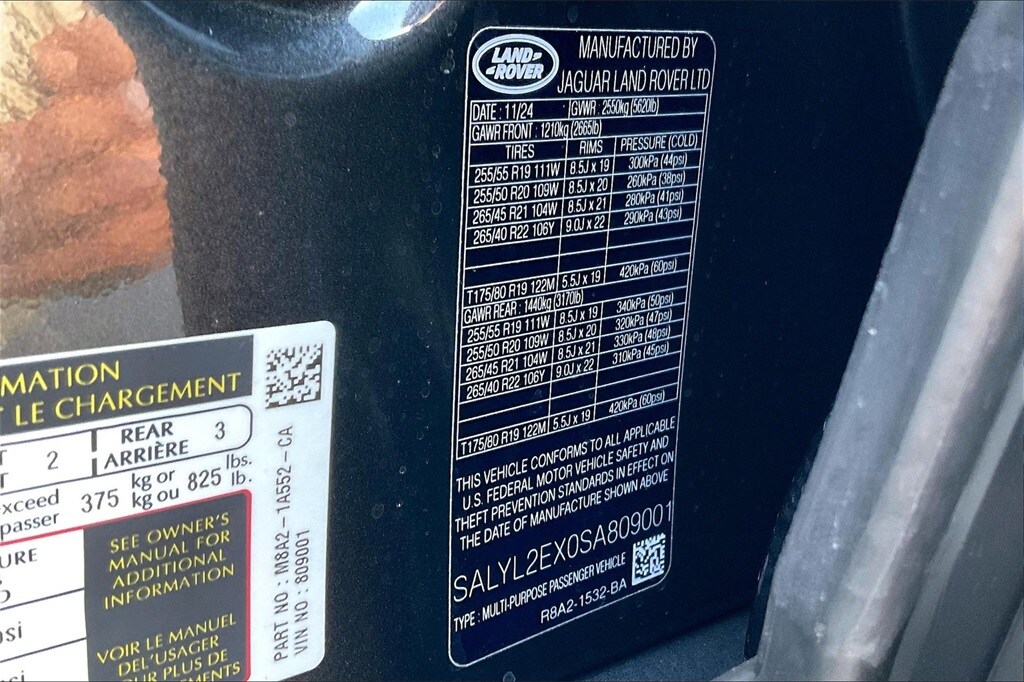 LAND-
-ROVER
MANUFACTURED BY
JAGUAR LAND ROVER LTD
DATE : 11/24 GVWR : 2550kg (5620lb)
GAWR FRONT : 1210kg (2665lb)
TIRES RIMS PRESSURE (COLD)
255/55 R19 111W 8.5J x 19 300kPa (44psi)
255/50 R20 109W 8.5J x 20 260kPa (38psi)
265/45 R21 104W 8.5J x 21 280kPa (41psi)
265/40 R22 106Y 9.0J x 22 290kPa (43psi)
T175/80 R19 122M 5.5J x 19 420kPa (60psi)
GAWR REAR : 1440kg (3170lb)
255/55 R19 111W 8.5J x 19 340kPa (50psi)
255/50 R20 109W 8.5J x 20 320kPa (47psi)
265/45 R21 104W 8.5J x 21 330kPa (48psi)
265/40 R22 106Y 9.0J x 22 310kPa (45psi)
T175/80 R19 122M 5.5J x 19 420kPa (60psi)
THIS VEHICLE CONFORMS TO ALL APPLICABLE
U.S. FEDERAL MOTOR VEHICLE SAFETY AND
THEFT PREVENTION STANDARDS IN EFFECT ON
THE DATE OF MANUFACTURE SHOWN ABOVE
SALYL2EX0SA809001
TYPE : MULTI-PURPOSE PASSENGER VEHICLE
R8A2-1532-BA
MATION
LE CHARGEMENT
2 REAR 3
ARRIÈRE
xceed 375 kg or 825 lbs.
passer kg ou lb.
URE
SEE OWNER'S
MANUAL FOR
ADDITIONAL
INFORMATION
VOIR LE MANUEL
DEL'USAGER
PLUS DE
MENTS
psi
PART NO : M8A2-1A552-CA
VIN NO : 809001